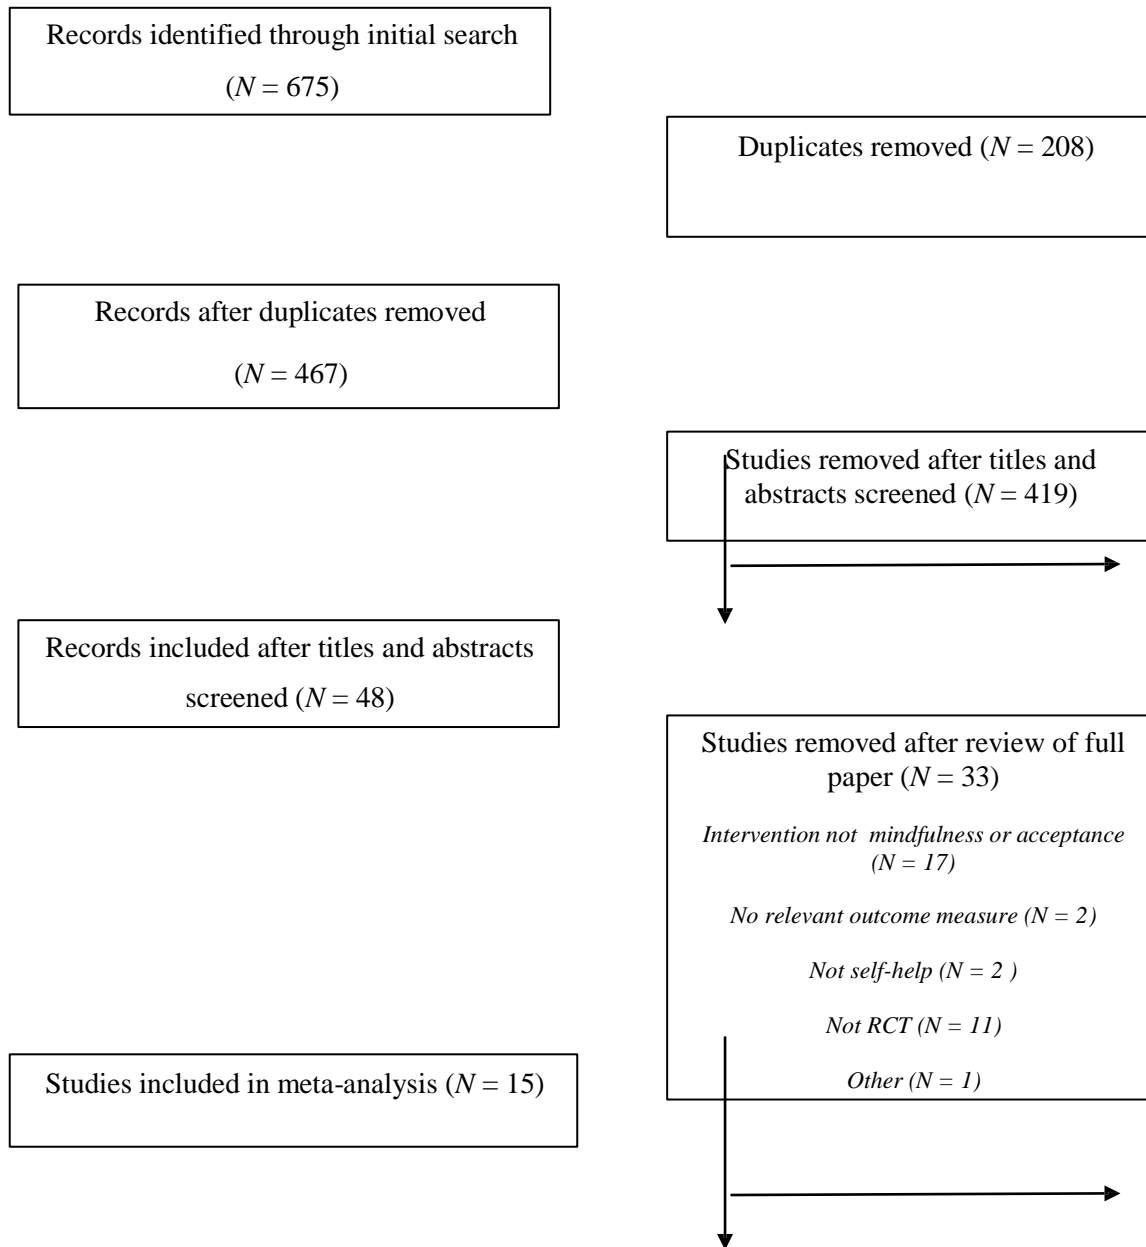 Records identified through initial search
(N = 675)
Duplicates removed (N = 208)
Records after duplicates removed
(N = 467)
Studies removed after titles and
abstracts screened (N = 419)
Records included after titles and abstracts
screened (N = 48)
Studies removed after review of full
paper (N = 33)
Intervention not mindfulness or acceptance
(N = 17)
No relevant outcome measure (N = 2)
Not self-help (N = 2 )
Not RCT (N = 11)
Other (N = 1)
Studies included in meta-analysis (N = 15)